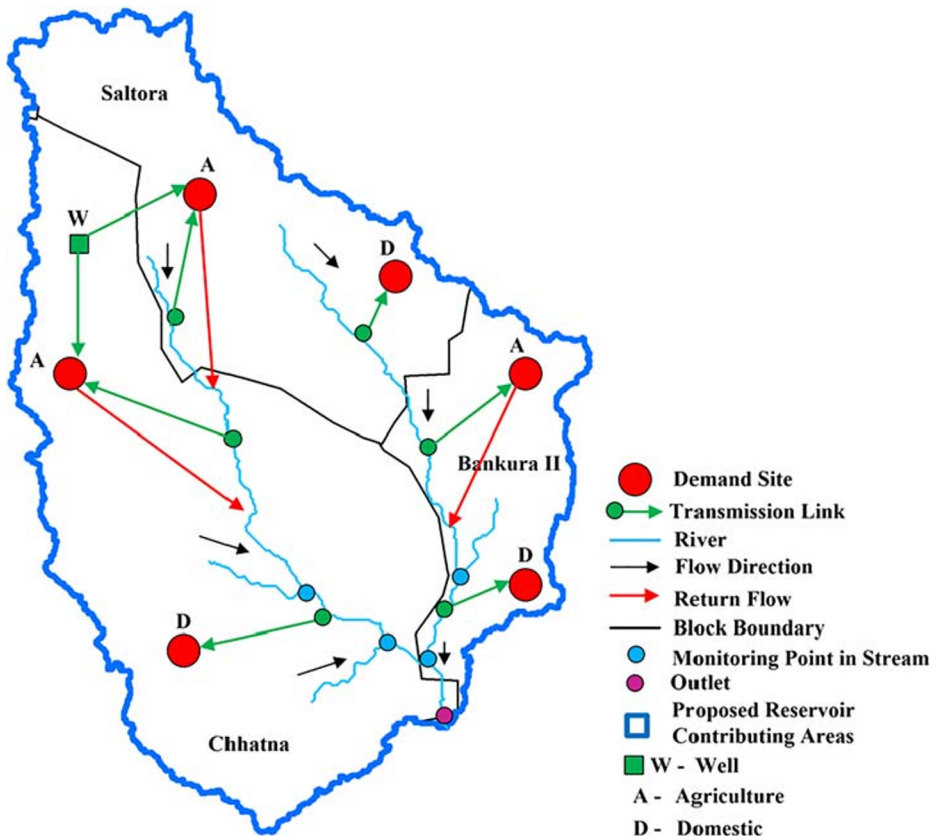 Saltora
A
W
D
A
A
Bankura II
D
D
Chhatna
Demand Site
Transmission Link
River
Flow Direction
Return Flow
Block Boundary
Monitoring Point in Stream
Outlet
Proposed Reservoir
Contributing Areas
W - Well
A - Agriculture
D - Domestic